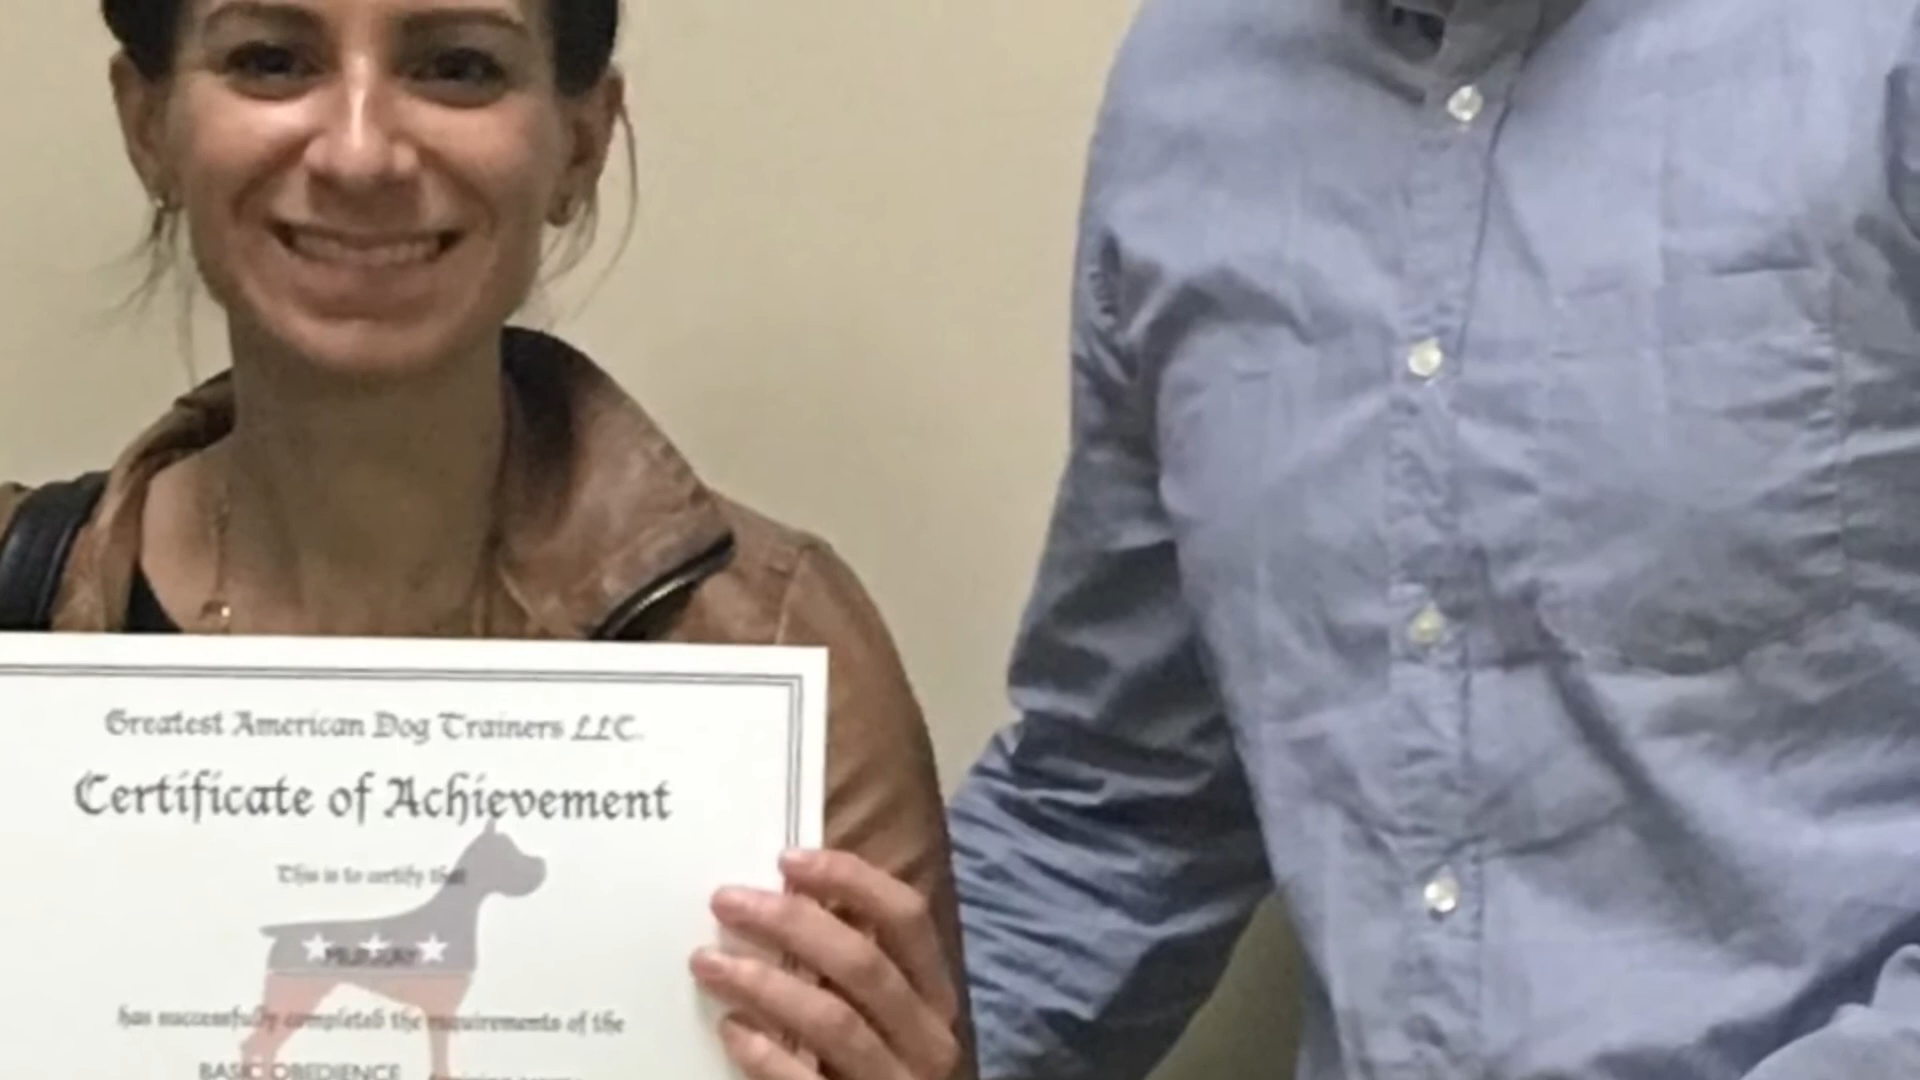 Greatest American Dog Trainers LLC.
Certificate of Achievement
This is to certify that
has successfully completed the requirements of the
BASIC OBEDIENCE